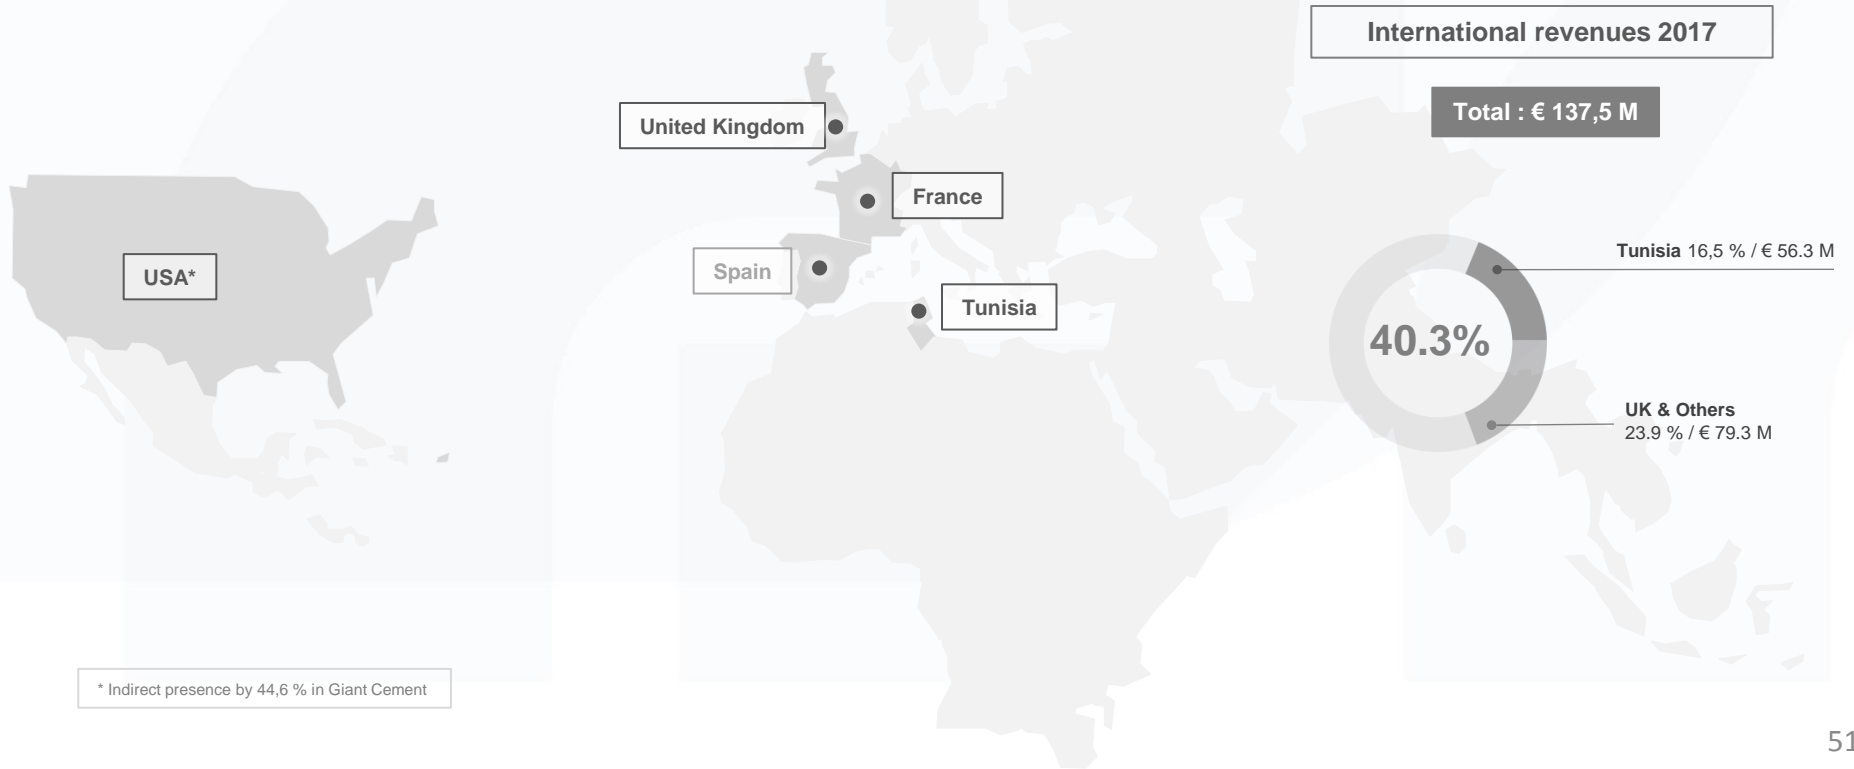 International revenues 2017
Total : € 137,5 M
United Kingdom
France
USA*
Spain
Tunisia
Tunisia 16,5 % / € 56.3 M
40.3%
UK & Others
23.9 % / € 79.3 M
* Indirect presence by 44,6 % in Giant Cement
51